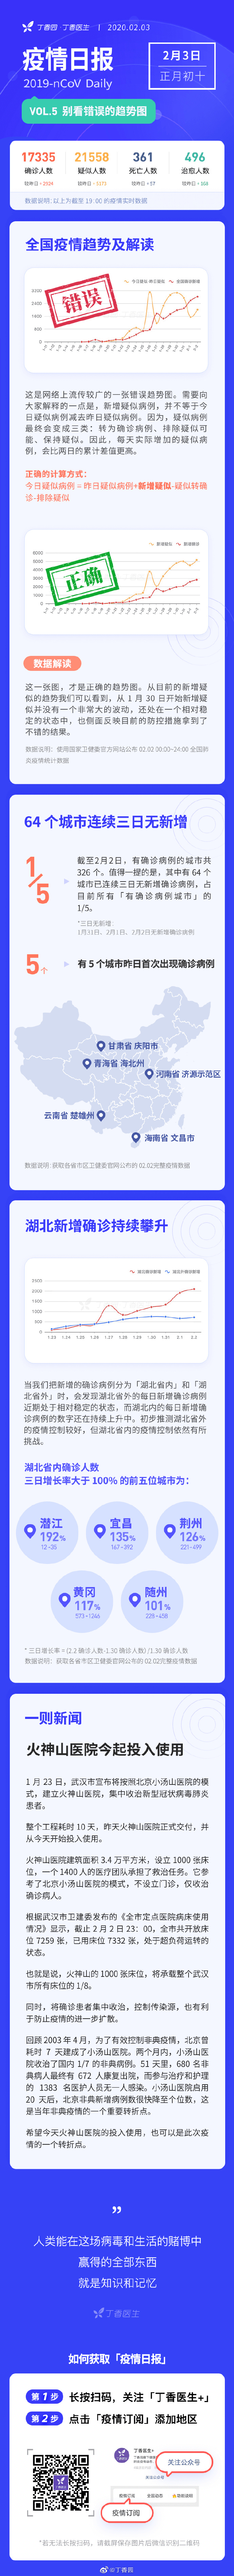 丁香园 丁香医生 | 2020.02.03
疫情日报
2019-nCoV Daily
2月3日
正月初十
VOL.5 别看错误的趋势图
17335
21558
361
496
确诊人数
疑似人数
死亡人数
治愈人数
数据说明: 以上为截至 19: 00 的疫情实时数据
全国疫情趋势及解读
错误
这是网络上流传较广的一张错误趋势图。需要向
大家解释的一点是，新增疑似病例，并不等于今
日疑似病例减去昨日疑似病例。因为，疑似病例
最终会变成三类：转为确诊病例、排除疑似可
能、保持疑似。因此，每天实际增加的疑似病
例，会比两日的累计差值更高。
正确的计算方式：
今日疑似病例 = 昨日疑似病例+新增疑似-疑似转确
诊-排除疑似
正确
数据解读
这一张图，才是正确的趋势图。从目前的新增疑
似的趋势我们可以看到，从 1 月 30 日开始新增疑
似并没有一个非常大的波动，还处在一个相对稳
定的状态中，也侧面反映目前的防控措施拿到了
不错的结果。
数据说明：使用国家卫健委官方网站公布 02.02 00:00-24:00 全国的
炎疫情统计数据
64 个城市连续三日无新增
1/5
截至2月2日，有确诊病例的城市共
326 个。值得一提的是，其中有 64 个
城市已连续三日无新增确诊病例，占
目前所有「有确诊病例城市」的
1/5。
*三日无新增：
1月31日、2月1日、2月2日无新增确诊病例
5个
有 5 个城市昨日首次出现确诊病例
甘肃省 庆阳市
青海省 海北州
河南省 济源示范区
云南省 楚雄州
海南省 文昌市
数据说明: 获取各省市区卫健委官网公布的 02.02完整疫情数据
湖北新增确诊持续攀升
当我们把新增的确诊病例分为「湖北省内」和「湖
北省外」时，会发现湖北省外的每日新增确诊病例
近期处于相对稳定的状态，而湖北省内的每日新增
确诊病例的数字还在持续上升中。初步推测湖北省外
的疫情控制较好，但湖北省内的疫情控制依然有所
挑战。
湖北省内确诊人数
三日增长率大于 100% 的前五位城市为：
潜江
192%
12→35
宜昌
135%
167→392
荆州
126%
221→499
黄冈
117%
573→1246
随州
101%
228→458
* 三日增长率 = (2.2 确诊人数-1.30 确诊人数) /1.30 确诊人数
数据说明：获取各省市区卫健委官网公布的 02.02完整疫情数据
一则新闻
火神山医院今起投入使用
1 月 23 日，武汉市宣布将按照北京小汤山医院的模
式，建立火神山医院，集中收治新型冠状病毒肺炎
患者。
整个工程耗时 10 天，昨天火神山医院正式交付，并
从今天开始投入使用。
火神山医院建筑面积 3.4 万平方米，设立 1000 张床
位，一个 1400 人的医疗团队承担了救治任务。它参
考了北京小汤山医院的模式，不设立门诊，仅收治
确诊病人。
根据武汉市卫建委发布的《全市定点医院病床使用
情况》显示，截止 2 月 2 日 23：00，全市共开放床
位 7259 张，已用床位 7332 张，处于超负荷运转的
状态。
也就是说，火神山的 1000 张床位，将承载整个武汉
市所有床位的 1/8。
同时，将确诊患者集中收治，控制传染源，也有利
于防止疫情的进一步扩散。
回顾 2003 年 4 月，为了有效控制非典疫情，北京曾
耗时 7 天建成了小汤山医院。两个月内，小汤山医
院收治了国内 1/7 的非典病例。51 天里，680 名非
典病人最终有 672 人康复出院，而参与治疗和护理
的 1383 名医护人员无一人感染。小汤山医院启用
20 天后，北京非典新增病例数很快降至个位数，这
是当年非典疫情的一个重要转折点。
希望今天火神山医院的投入使用，也可以是此次疫
情的一个转折点。
”
人类能在这场病毒和生活的赌博中
赢得的全部东西
就是知识和记忆
丁香医生
如何获取「疫情日报」
第 1 步 长按扫码，关注「丁香医生+」
第 2 步 点击「疫情订阅」添加地区
丁香医生+
关注公众号
疫情订阅
*若无法长按扫码，请截屏保存图片后微信识别二维码
@丁香园